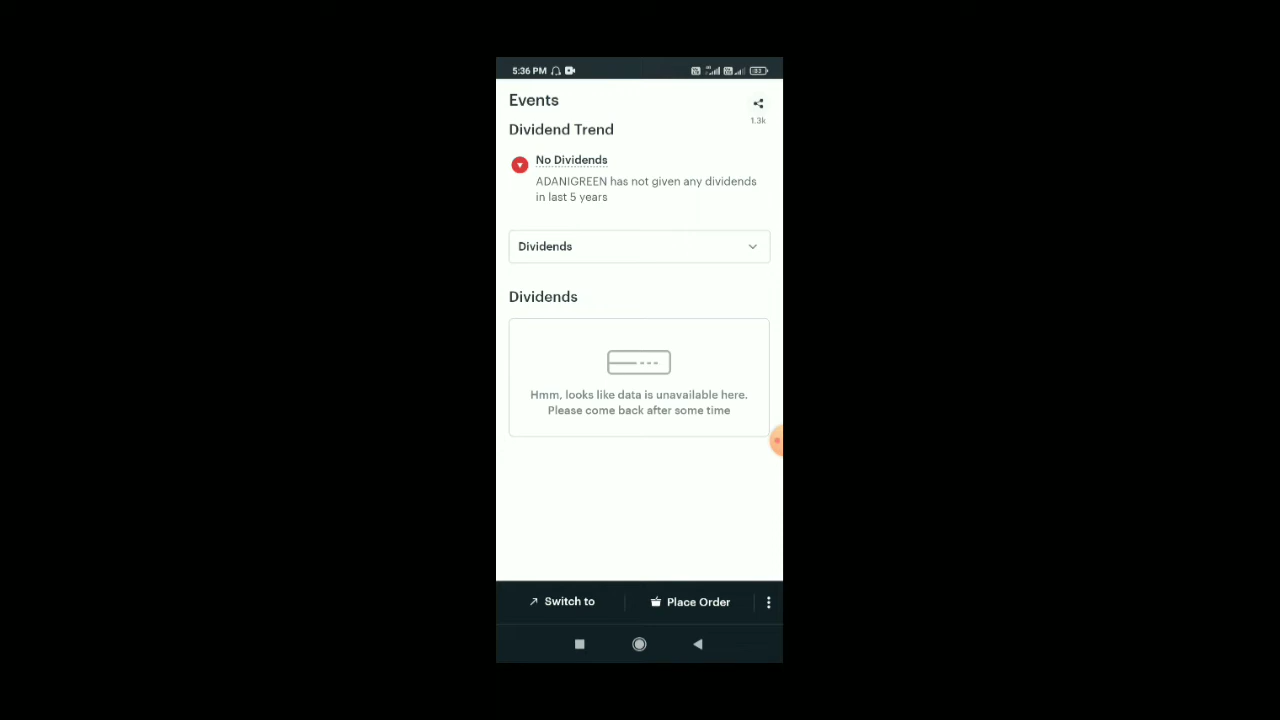 5:36 PM
Events
1.3k
Dividend Trend
No Dividends
ADANIGREEN has not given any dividends
in last 5 years
Dividends
Dividends
Hmm, looks like data is unavailable here.
Please come back after some time
Switch to
Place Order